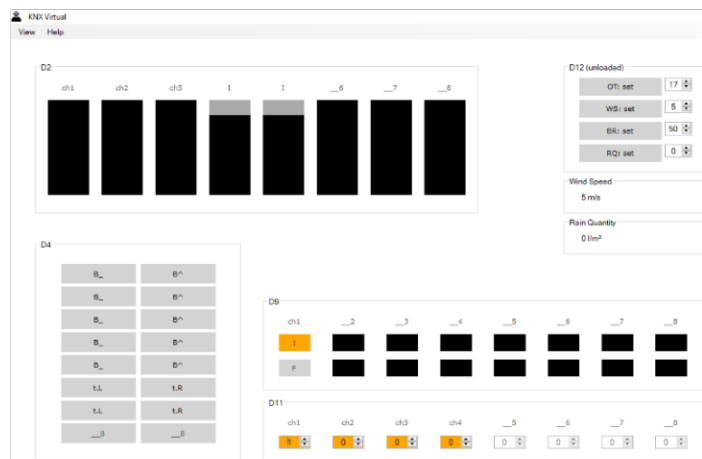 KNX Virtual
View Help
D2
ch1 ch2 ch3 I I __6 __7 __8
D12 (unloaded)
OT: set 17
WS: set 5
BR: set 50
RQ: set 0
Wind Speed
5 m/s
Rain Quantity
0 l/m²
D4
B_ B^
B_ B^
B_ B^
B_ B^
B_ B^
t.L t.R
t.L t.R
__8 __8
D9
ch1 __2 __3 __4 __5 __6 __7 __8
I
F
D11
ch1 ch2 ch3 ch4 __5 __6 __7 __8
1 0 0 0 0 0 0 0